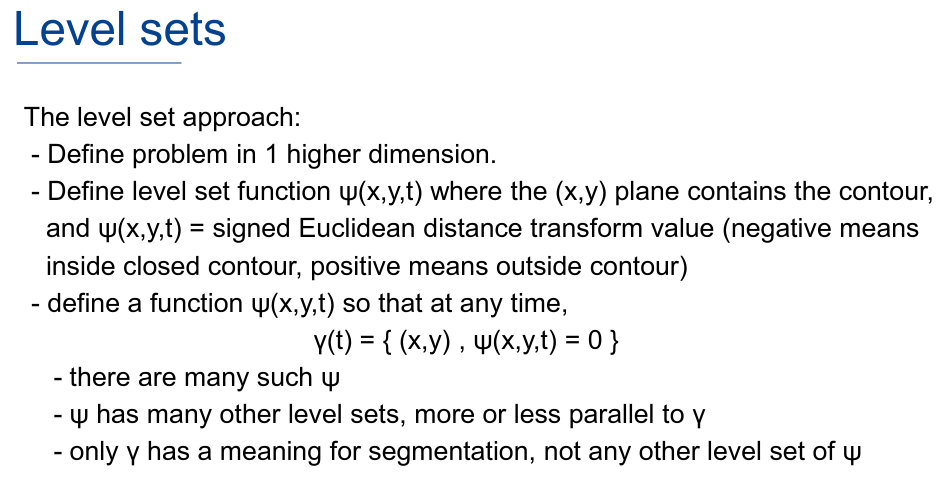 Level sets
The level set approach:
- Define problem in 1 higher dimension.
- Define level set function ψ(x,y,t) where the (x,y) plane contains the contour,
and ψ(x,y,t) = signed Euclidean distance transform value (negative means
inside closed contour, positive means outside contour)
- define a function ψ(x,y,t) so that at any time,
γ(t) = { (x,y) , ψ(x,y,t) = 0 }
- there are many such ψ
- ψ has many other level sets, more or less parallel to γ
- only γ has a meaning for segmentation, not any other level set of ψ